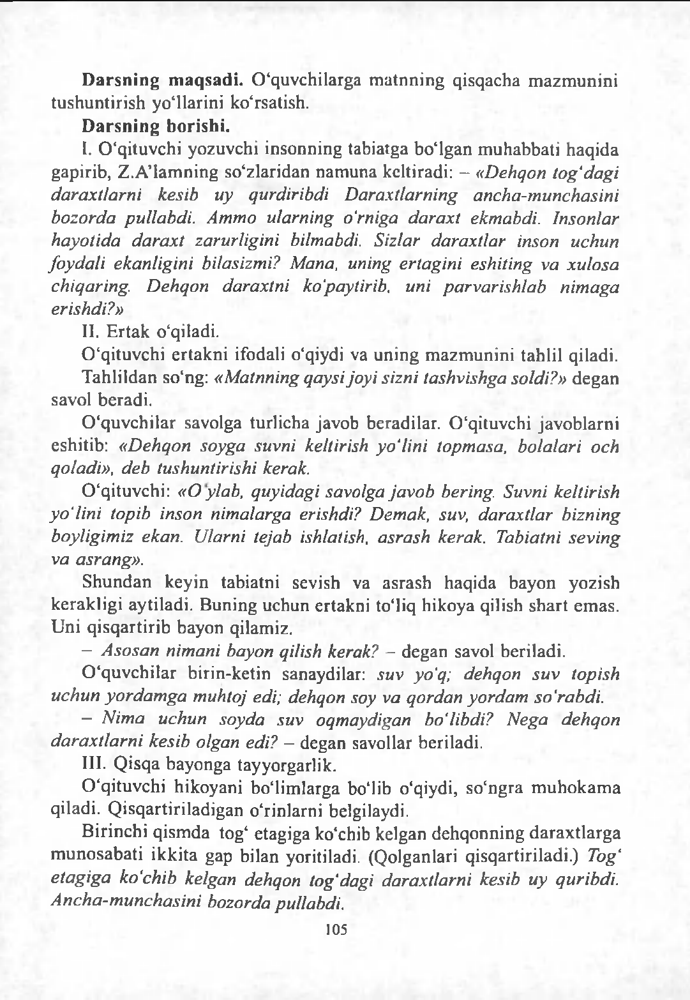 Darsning maqsadi. O‘quvchilarga matnning qisqacha mazmunini
tushuntirish yo‘llarini ko‘rsatish.
Darsning borishi.
I. O‘qituvchi yozuvchi insonning tabiatga bo‘lgan muhabbati haqida
gapirib, Z.A’lamning so‘zlaridan namuna keltiradi: – «Dehqon tog‘dagi
daraxtlarni kesib uy qurdiribdi Daraxtlarning ancha-munchasini
bozorda pullabdi. Ammo ularning o‘rniga daraxt ekmabdi. Insonlar
hayotida daraxt zarurligini bilmabdi. Sizlar daraxtlar inson uchun
foydali ekanligini bilasizmi? Mana, uning ertagini eshiting va xulosa
chiqaring. Dehqon daraxtni ko‘paytirib, uni parvarishlab nimaga
erishdi?»
II. Ertak o‘qiladi.
O‘qituvchi ertakni ifodali o‘qiydi va uning mazmunini tahlil qiladi.
Tahlildan so‘ng: «Matnning qaysi joyi sizni tashvishga soldi?» degan
savol beradi.
O‘quvchilar savolga turlicha javob beradilar. O‘qituvchi javoblarni
eshitib: «Dehqon soyga suvni keltirish yo‘lini topmasa, bolalari och
qoladi», deb tushuntirishi kerak.
O‘qituvchi: «O‘ylab, quyidagi savolga javob bering. Suvni keltirish
yo‘lini topib inson nimalarga erishdi? Demak, suv, daraxtlar bizning
boyligimiz ekan. Ularni tejab ishlatish, asrash kerak. Tabiatni seving
va asrang».
Shundan keyin tabiatni sevish va asrash haqida bayon yozish
kerakligi aytiladi. Buning uchun ertakni to‘liq hikoya qilish shart emas.
Uni qisqartirib bayon qilamiz.
– Asosan nimani bayon qilish kerak? – degan savol beriladi.
O‘quvchilar birin-ketin sanaydilar: suv yo‘q; dehqon suv topish
uchun yordamga muhtoj edi; dehqon soy va qordan yordam so‘rabdi.
– Nima uchun soyda suv oqmaydigan bo‘libdi? Nega dehqon
daraxtlarni kesib olgan edi? – degan savollar beriladi.
III. Qisqa bayonga tayyorgarlik.
O‘qituvchi hikoyani bo‘limlarga bo‘lib o‘qiydi, so‘ngra muhokama
qiladi. Qisqartiriladigan o‘rinlarni belgilaydi.
Birinchi qismda tog‘ etagiga ko‘chib kelgan dehqonning daraxtlarga
munosabati ikkita gap bilan yoritiladi. (Qolganlari qisqartiriladi.) Tog‘
etagiga ko‘chib kelgan dehqon tog‘dagi daraxtlarni kesib uy quribdi.
Ancha-munchasini bozorda pullabdi.
105